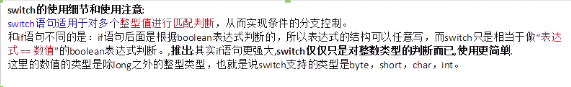 switch的使用细节和使用注意:
switch语句适用于对多个整型值进行匹配判断，从而实现条件的分支控制。
和if语句不同的是：if语句后面是根据boolean表达式判断的，所以表达式的结构可以任意写，而switch只是相当于做“表达
式 == 数值”的boolean表达式判断。,推出:其实if语句更强大,switch仅仅只是对整数类型的判断而已,使用更简单.
这里的数值的类型是除long之外的整型类型，也就是说switch支持的类型是byte，short，char，int。